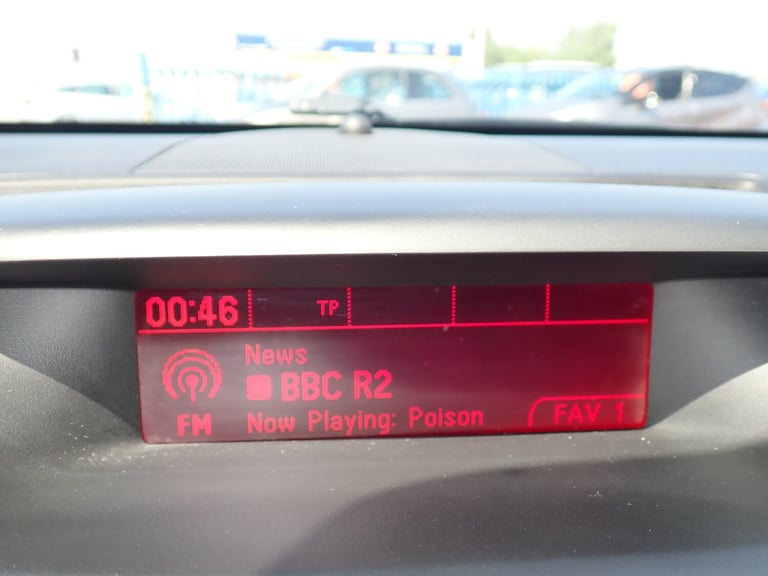 00:46 TP
News
BBC R2
FM Now Playing: Poison FAV 1